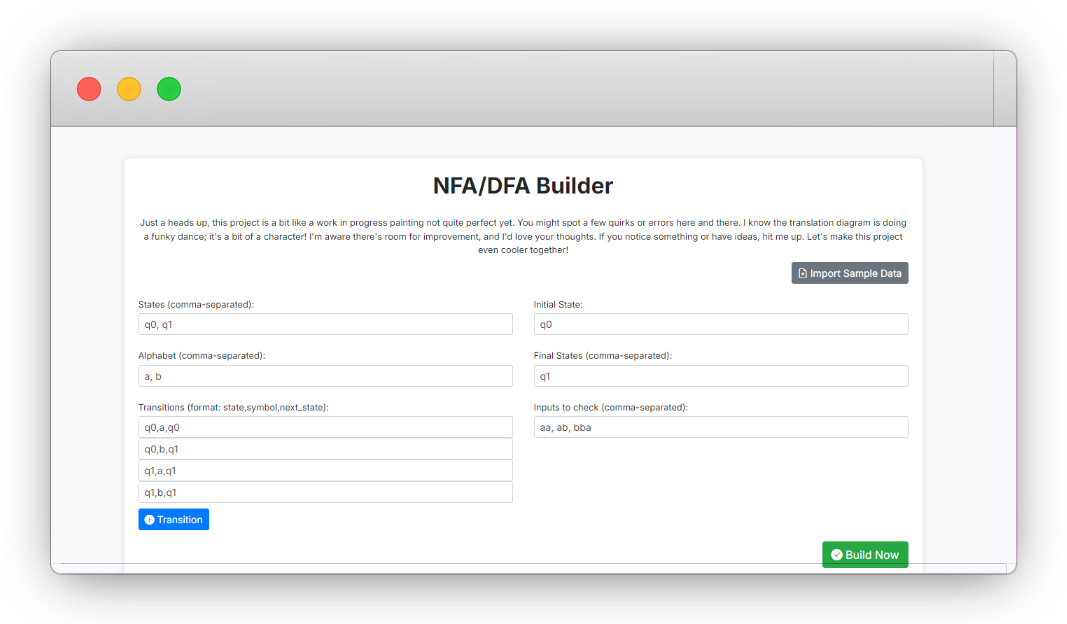 NFA/DFA Builder
Just a heads up, this project is a bit like a work in progress painting not quite perfect yet. You might spot a few quirks or errors here and there. I know the translation diagram is doing
a funky dance; it's a bit of a character! I'm aware there's room for improvement, and I'd love your thoughts. If you notice something or have ideas, hit me up. Let's make this project
even cooler together!
Import Sample Data
States (comma-separated):
q0, q1
Initial State:
q0
Alphabet (comma-separated):
a, b
Final States (comma-separated):
q1
Transitions (format: state,symbol,next_state):
q0,a,q0
q0,b,q1
q1,a,q1
q1,b,q1
Inputs to check (comma-separated):
aa, ab, bba
Transition
Build Now